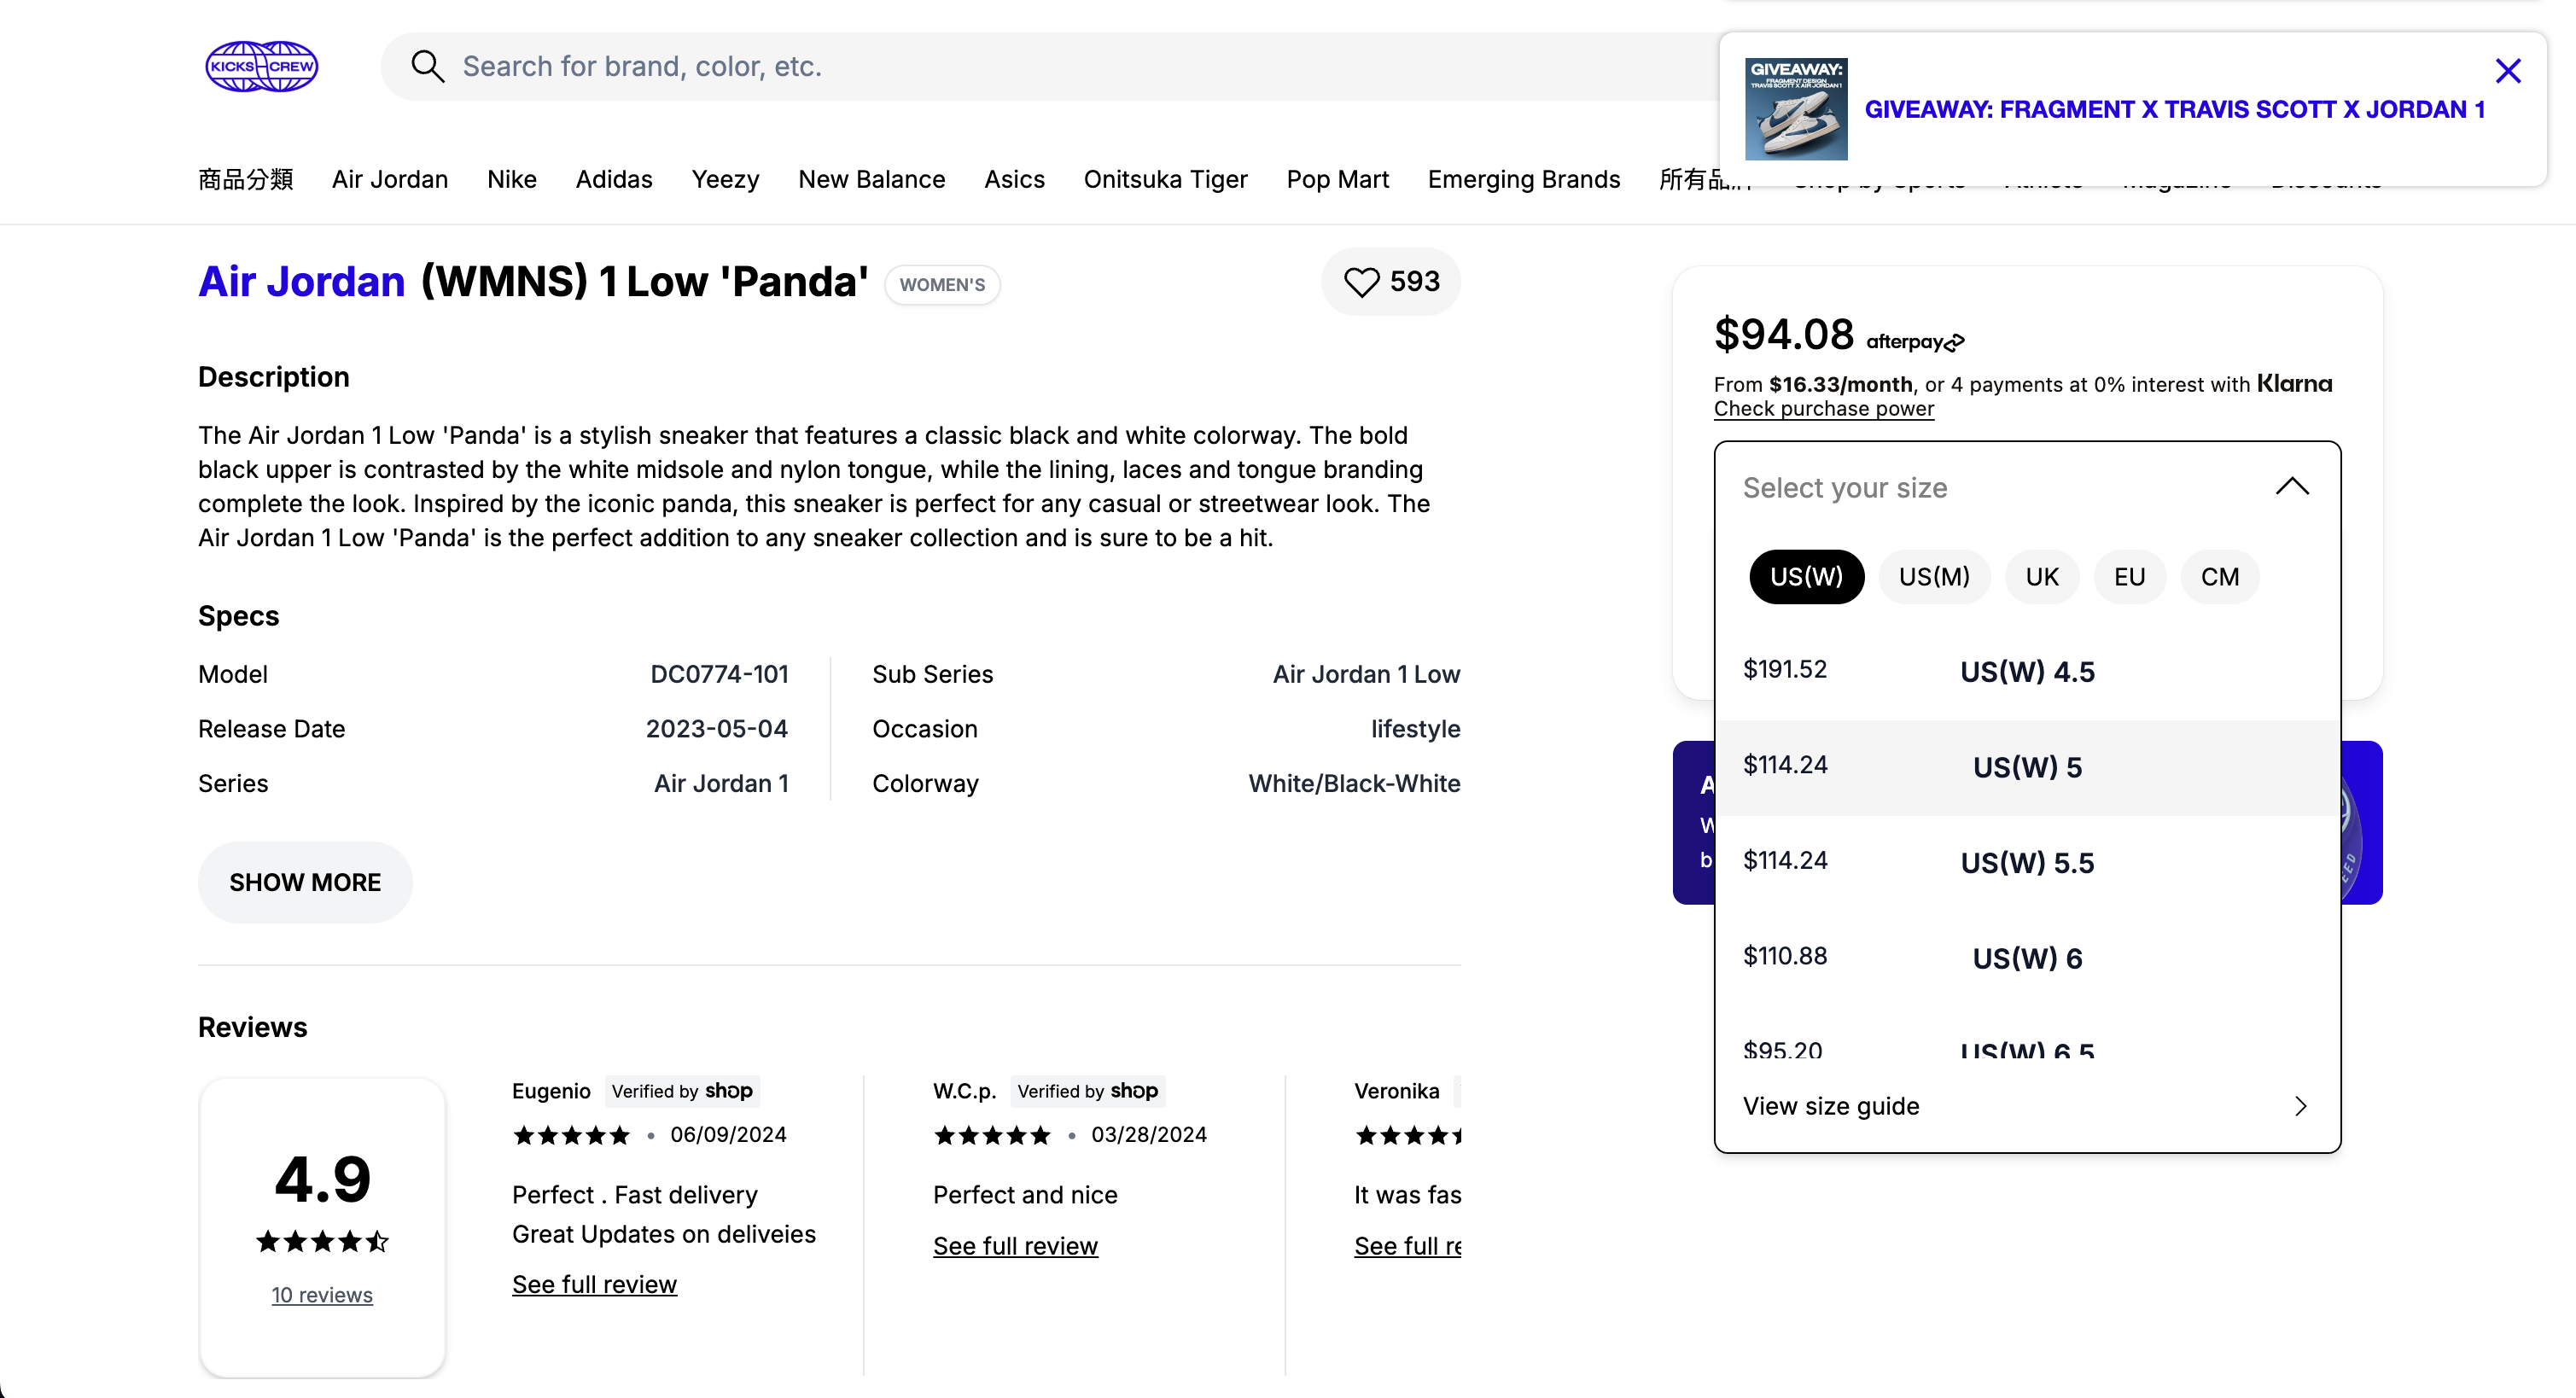 KICKS CREW
Search for brand, color, etc.
GIVEAWAY:
FRAGMENT DESIGN
TRAVIS SCOTT X AIR JORDAN 1
GIVEAWAY: FRAGMENT X TRAVIS SCOTT X JORDAN 1
商品分類 Air Jordan Nike Adidas Yeezy New Balance Asics Onitsuka Tiger Pop Mart Emerging Brands 所有品牌
Air Jordan (WMNS) 1 Low 'Panda' WOMEN'S
593
Description
The Air Jordan 1 Low 'Panda' is a stylish sneaker that features a classic black and white colorway. The bold
black upper is contrasted by the white midsole and nylon tongue, while the lining, laces and tongue branding
complete the look. Inspired by the iconic panda, this sneaker is perfect for any casual or streetwear look. The
Air Jordan 1 Low 'Panda' is the perfect addition to any sneaker collection and is sure to be a hit.
Specs
Model DC0774-101
Release Date 2023-05-04
Series Air Jordan 1
Sub Series Air Jordan 1 Low
Occasion lifestyle
Colorway White/Black-White
SHOW MORE
Reviews
4.9
10 reviews
Eugenio Verified by shop
06/09/2024
Perfect . Fast delivery
Great Updates on deliveies
See full review
W.C.p. Verified by shop
03/28/2024
Perfect and nice
See full review
Veronika
It was fas
See full re
$94.08 afterpay
From $16.33/month, or 4 payments at 0% interest with Klarna
Check purchase power
Select your size
US(W) US(M) UK EU CM
$191.52 US(W) 4.5
$114.24 US(W) 5
$114.24 US(W) 5.5
$110.88 US(W) 6
$95.20 US(W) 6.5
View size guide